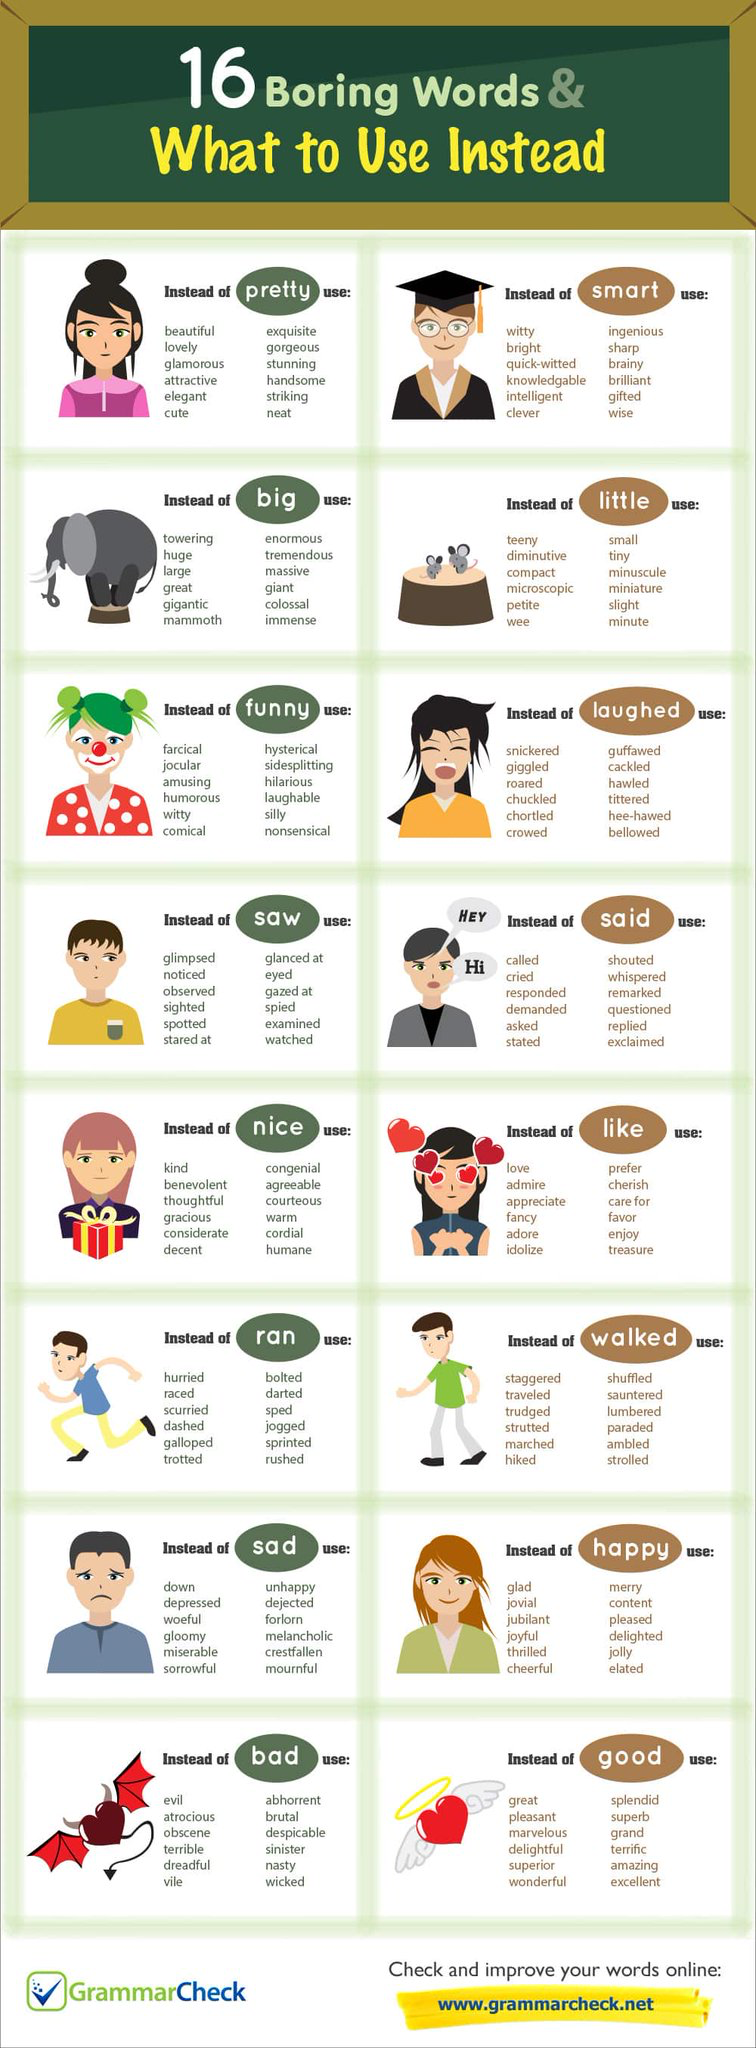 16 Boring Words &
What to Use Instead
Instead of pretty use:
beautiful exquisite
lovely gorgeous
glamorous stunning
attractive handsome
elegant striking
cute neat
Instead of smart use:
witty ingenious
bright sharp
quick-witted brainy
knowledgable brilliant
intelligent gifted
clever wise
Instead of big use:
towering enormous
huge tremendous
large massive
great giant
gigantic colossal
mammoth immense
Instead of little use:
teeny small
diminutive tiny
compact minuscule
microscopic miniature
petite slight
wee minute
Instead of funny use:
farcical hysterical
jocular sidesplitting
amusing hilarious
humorous laughable
witty silly
comical nonsensical
Instead of laughed use:
snickered guffawed
giggled cackled
roared hawled
chuckled tittered
chortled hee-hawed
crowed bellowed
Instead of saw use:
glimpsed glanced at
noticed eyed
observed gazed at
sighted spied
spotted examined
stared at watched
HEY
Hi
Instead of said use:
called shouted
cried whispered
responded remarked
demanded questioned
asked replied
stated exclaimed
Instead of nice use:
kind congenial
benevolent agreeable
thoughtful courteous
gracious warm
considerate cordial
decent humane
Instead of like use:
love prefer
admire cherish
appreciate care for
fancy favor
adore enjoy
idolize treasure
Instead of ran use:
hurried bolted
raced darted
scurried sped
dashed jogged
galloped sprinted
trotted rushed
Instead of walked use:
staggered shuffled
traveled sauntered
trudged lumbered
strutted paraded
marched ambled
hiked strolled
Instead of sad use:
down unhappy
depressed dejected
woeful forlorn
gloomy melancholic
miserable crestfallen
sorrowful mournful
Instead of happy use:
glad merry
jovial content
jubilant pleased
joyful delighted
thrilled jolly
cheerful elated
Instead of bad use:
evil abhorrent
atrocious brutal
obscene despicable
terrible sinister
dreadful nasty
vile wicked
Instead of good use:
great splendid
pleasant superb
marvelous grand
delightful terrific
superior amazing
wonderful excellent
GrammarCheck
Check and improve your words online:
www.grammarcheck.net